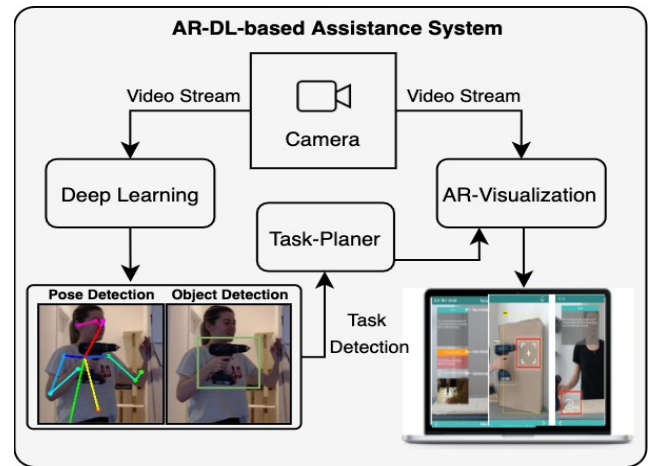 AR-DL-based Assistance System
Video Stream
Video Stream
Camera
Deep Learning
AR-Visualization
Task-Planer
Pose Detection
Object Detection
Task
Detection